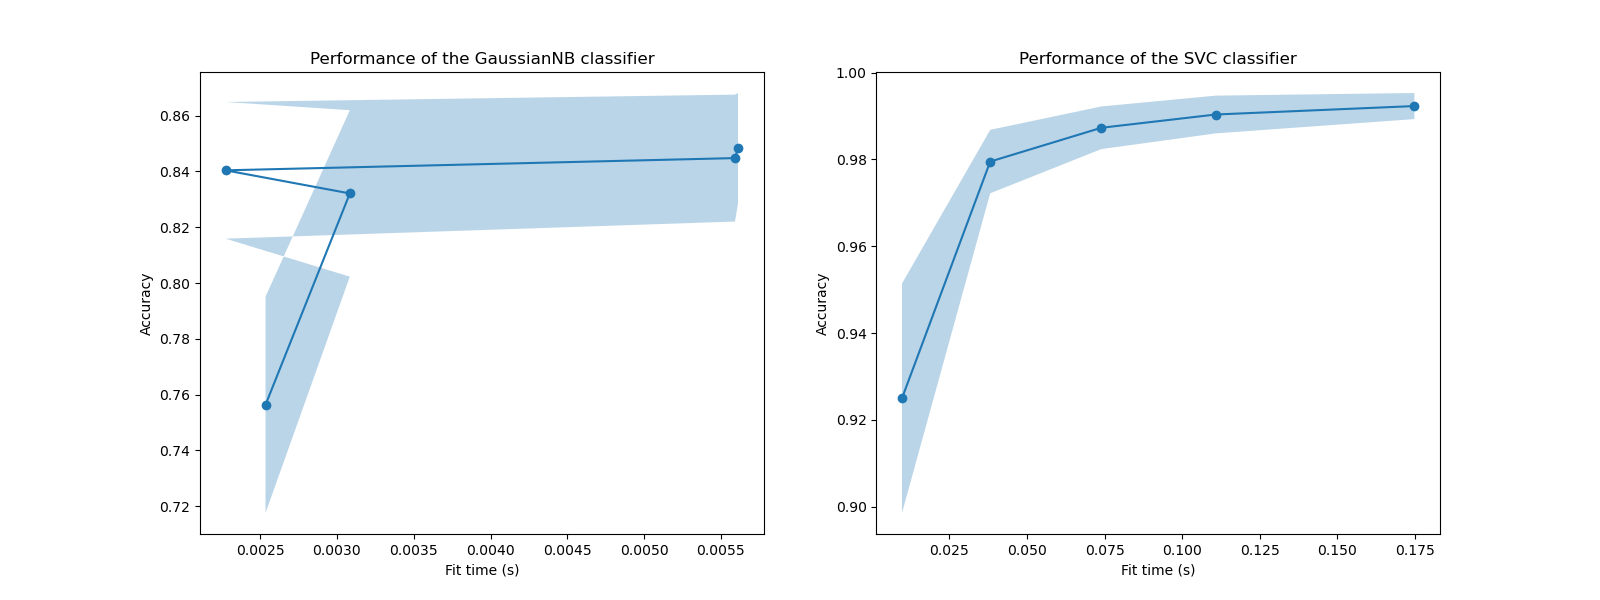 Performance of the GaussianNB classifier
Accuracy
0.86
0.84
0.82
0.80
0.78
0.76
0.74
0.72
0.0025 0.0030 0.0035 0.0040 0.0045 0.0050 0.0055
Fit time (s)
Performance of the SVC classifier
Accuracy
1.00
0.98
0.96
0.94
0.92
0.90
0.025 0.050 0.075 0.100 0.125 0.150 0.175
Fit time (s)